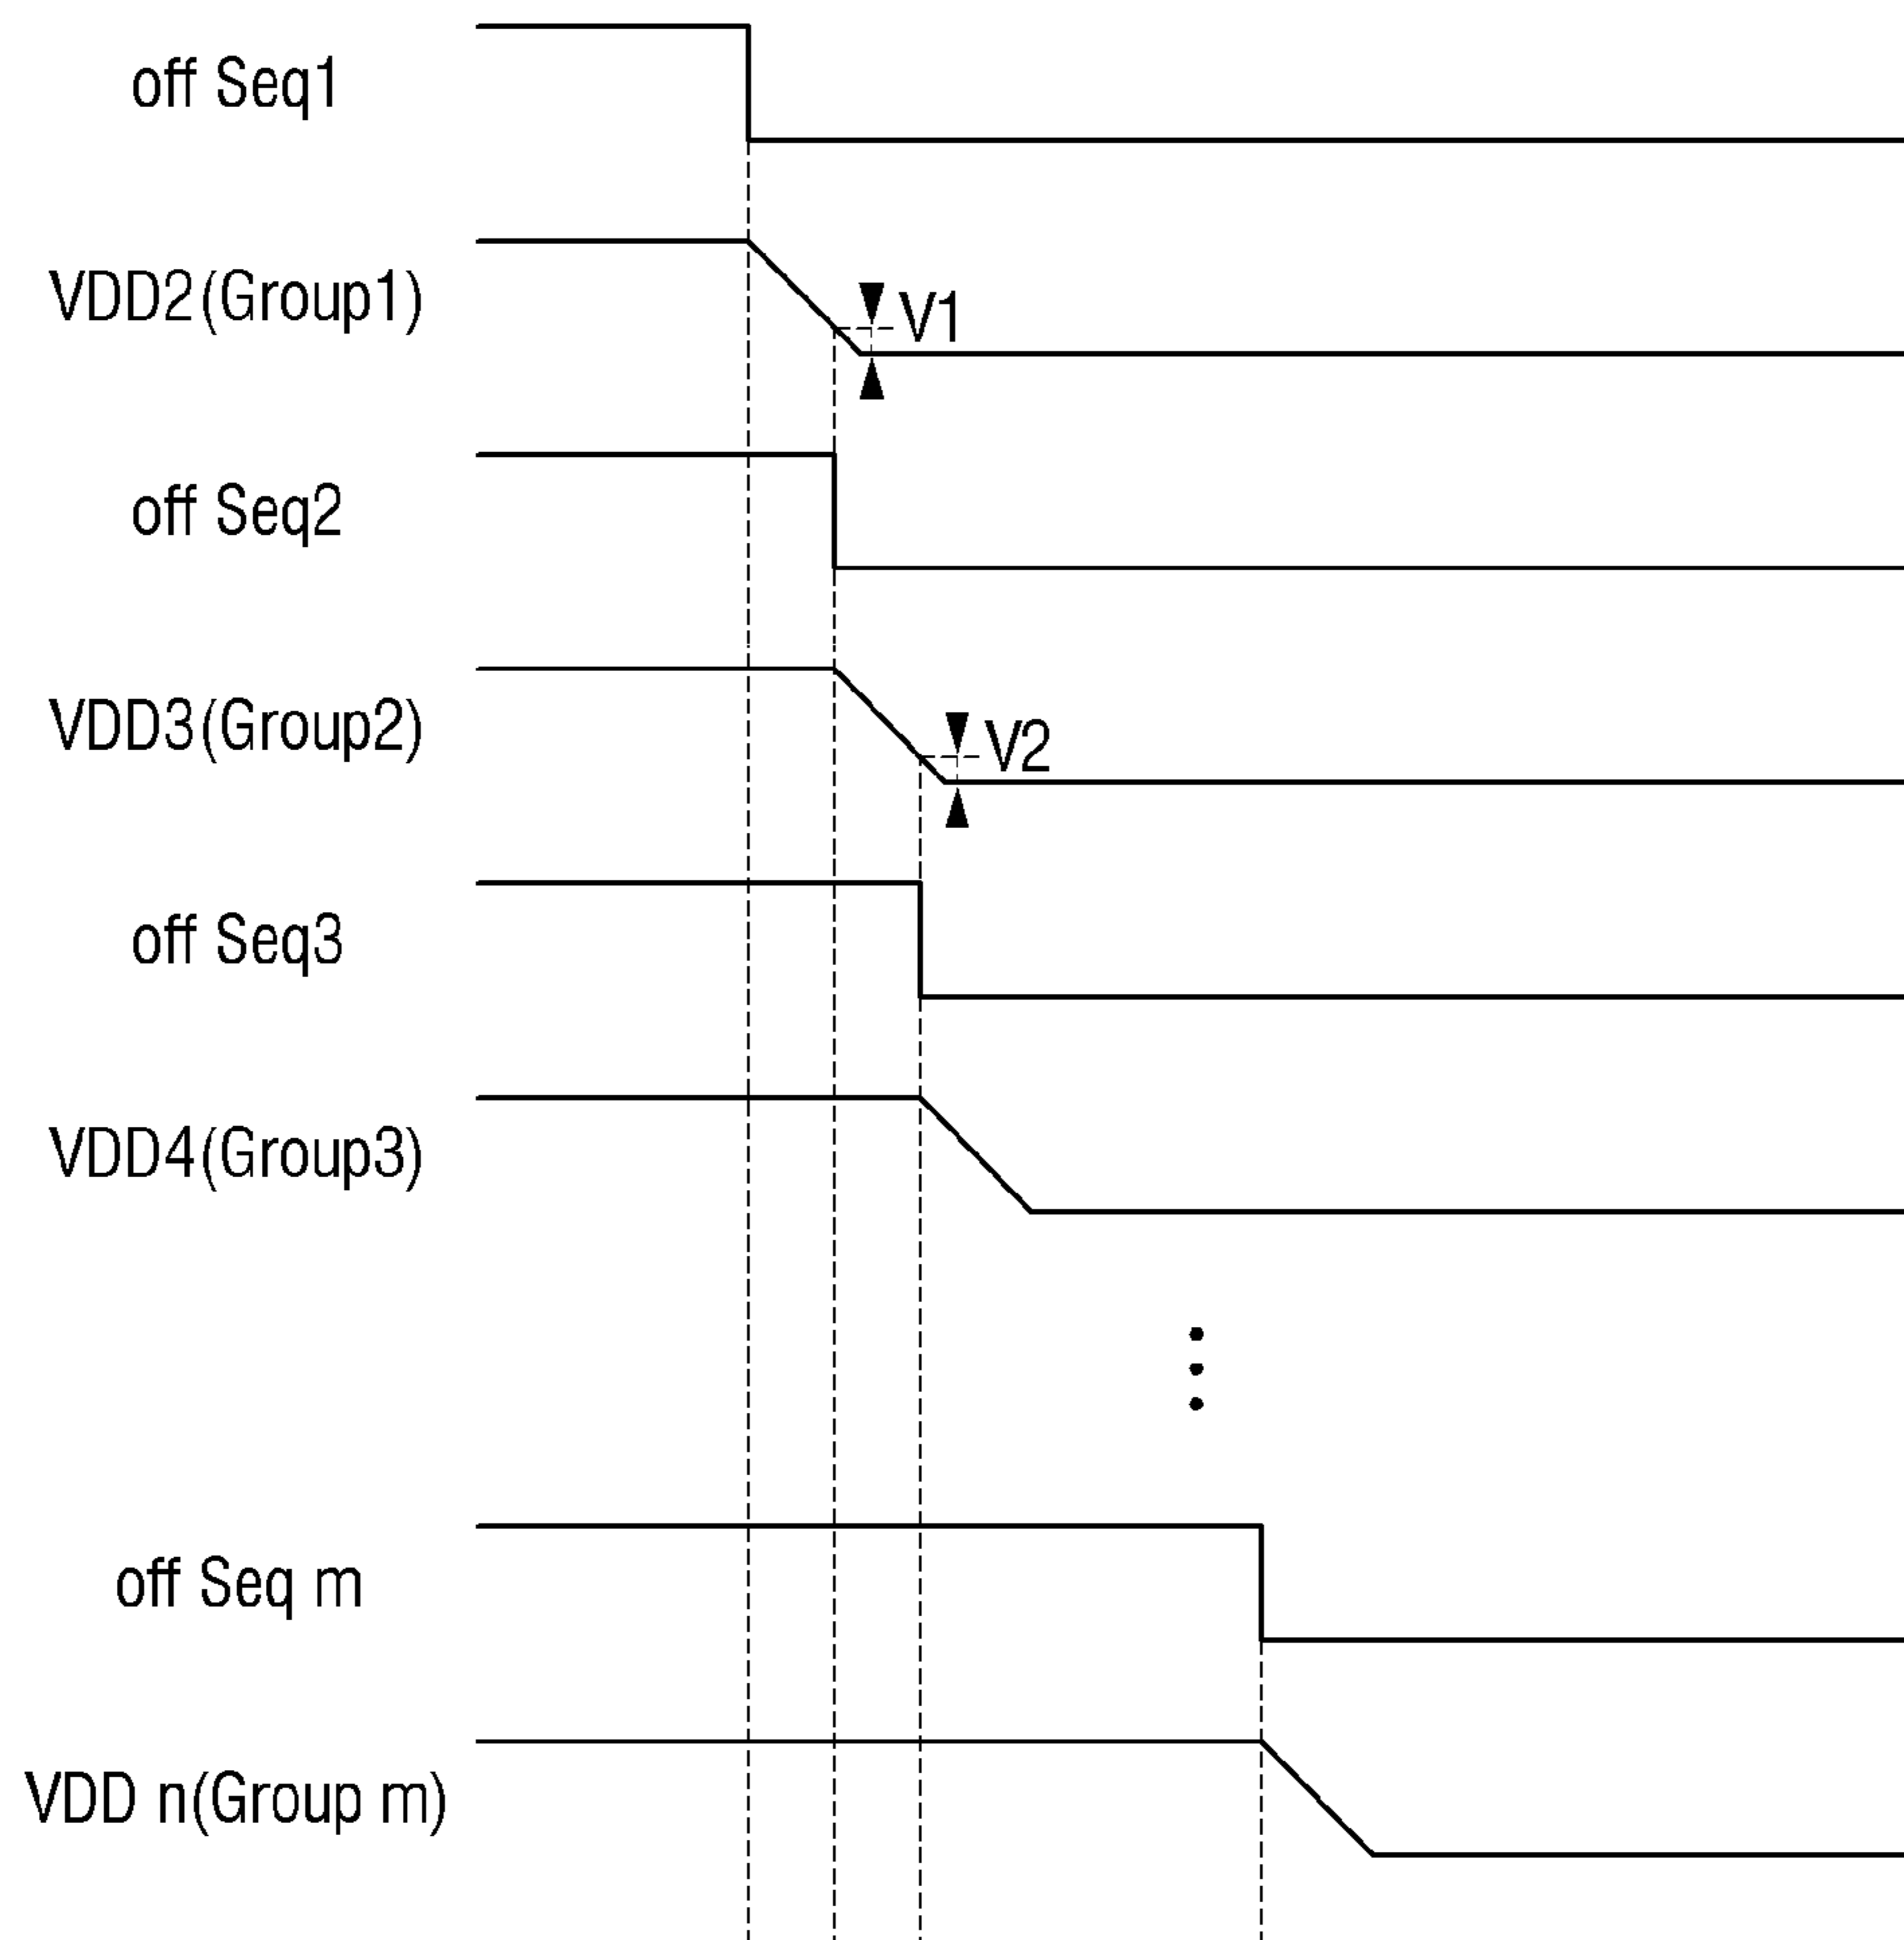 off Seq1
VDD2(Group1)
V1
off Seq2
VDD3(Group2)
V2
off Seq3
VDD4(Group3)
off Seq m
VDD n(Group m)